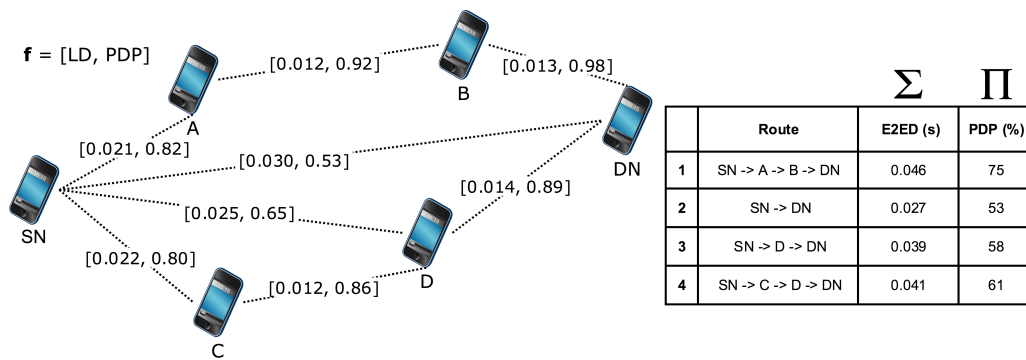 f = [LD, PDP]
A
[0.012, 0.92]
B
[0.013, 0.98]
[0.021, 0.82]
[0.030, 0.53]
DN
[0.014, 0.89]
SN
[0.025, 0.65]
[0.022, 0.80]
D
[0.012, 0.86]
C
Σ Π
Route E2ED (s) PDP (%)
1 SN -> A -> B -> DN 0.046 75
2 SN -> DN 0.027 53
3 SN -> D -> DN 0.039 58
4 SN -> C -> D -> DN 0.041 61